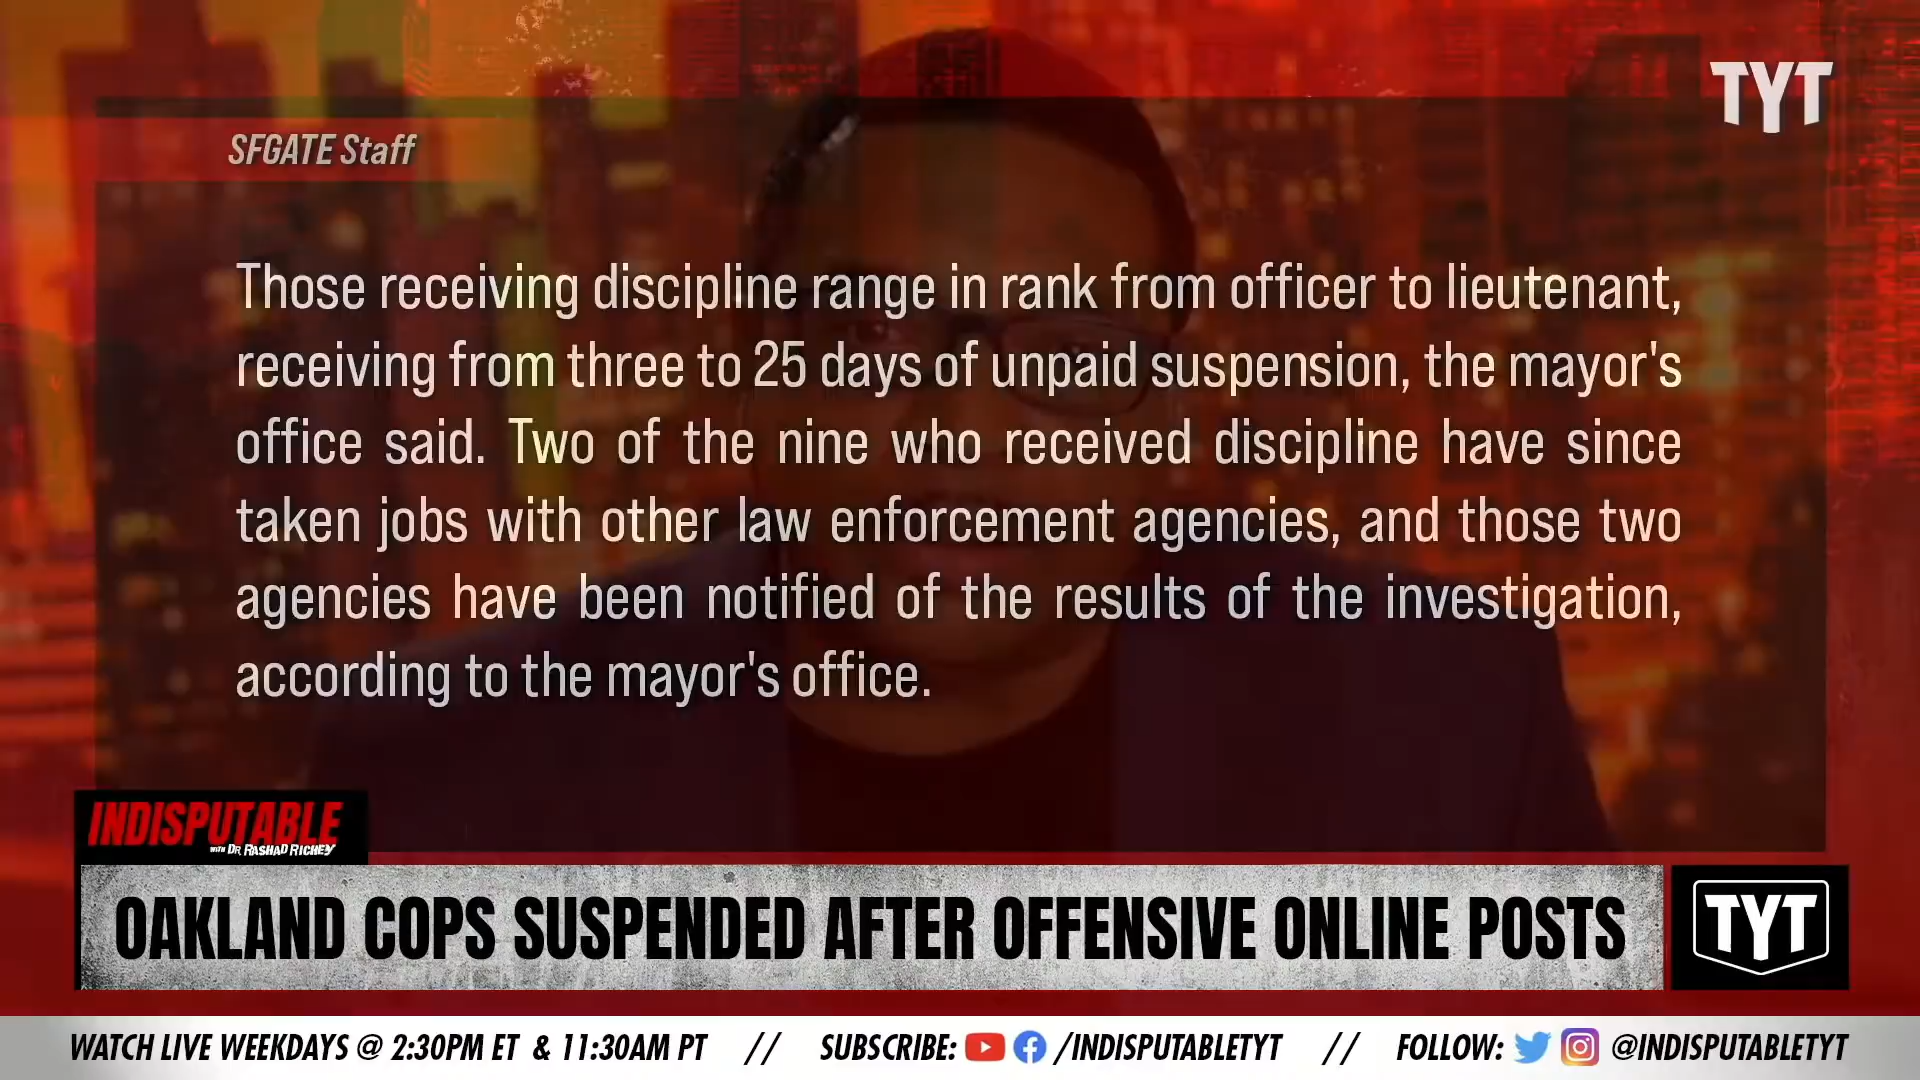 TYT
SFGATE Staff
Those receiving discipline range in rank from officer to lieutenant,
receiving from three to 25 days of unpaid suspension, the mayor's
office said. Two of the nine who received discipline have since
taken jobs with other law enforcement agencies, and those two
agencies have been notified of the results of the investigation,
according to the mayor's office.
INDISPUTABLE
WITH DR RASHAD RICHEY
OAKLAND COPS SUSPENDED AFTER OFFENSIVE ONLINE POSTS
TYT
WATCH LIVE WEEKDAYS @ 2:30PM ET & 11:30AM PT // SUBSCRIBE: /INDISPUTABLETYT // FOLLOW: @INDISPUTABLETYT